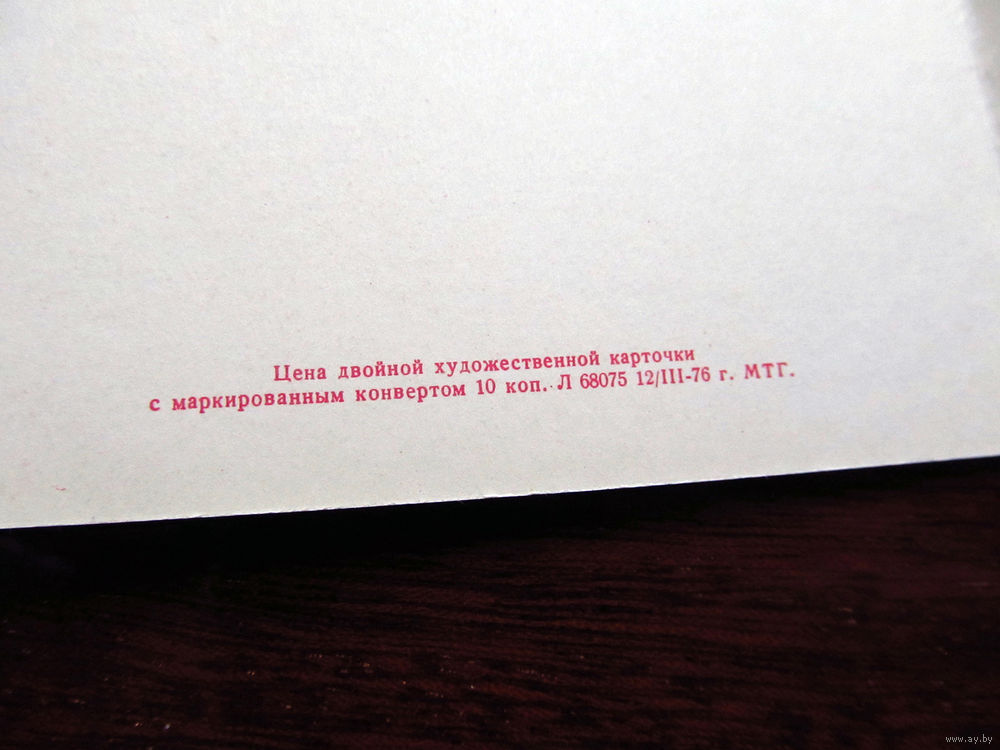 Цена двойной художественной карточки
с маркированным конвертом 10 коп. Л 68075 12/III-76 г. МТГ.
www.ay.by